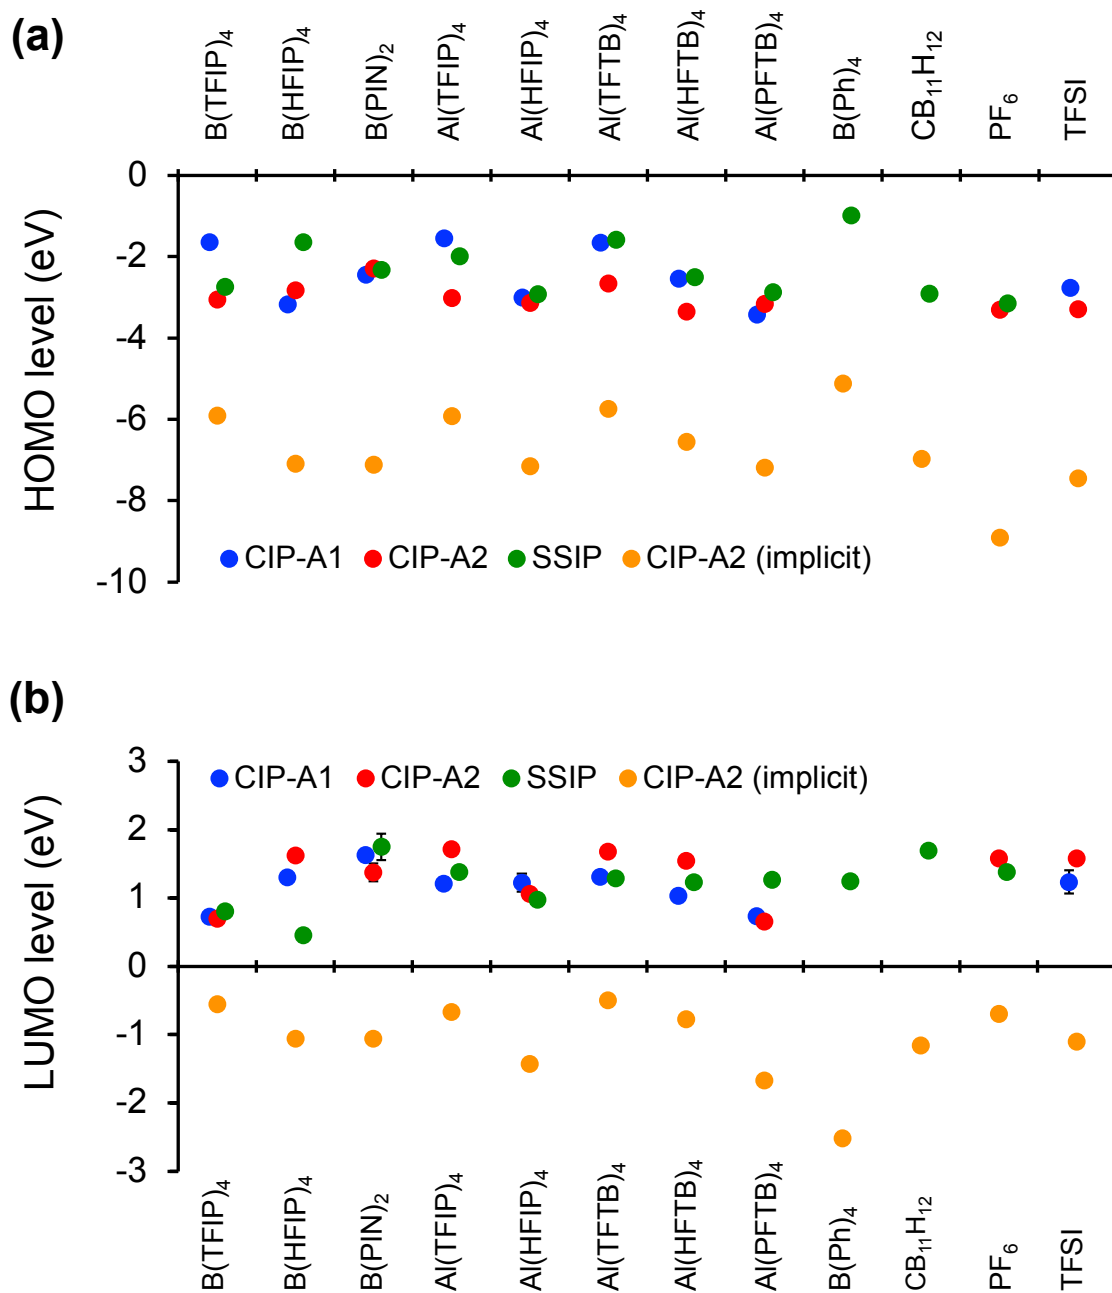 (a)
B(TFIP)₄
B(HFIP)₄
B(PIN)₂
Al(TFIP)₄
Al(HFIP)₄
Al(TFTB)₄
Al(HFTB)₄
Al(PFTB)₄
B(Ph)₄
CB₁₁H₁₂
PF₆
TFSI
HOMO level (eV)
0
-2
-4
-6
-8
-10
CIP-A1 CIP-A2 SSIP CIP-A2 (implicit)
(b)
LUMO level (eV)
3
2
1
0
-1
-2
-3
CIP-A1 CIP-A2 SSIP CIP-A2 (implicit)
B(TFIP)₄
B(HFIP)₄
B(PIN)₂
Al(TFIP)₄
Al(HFIP)₄
Al(TFTB)₄
Al(HFTB)₄
Al(PFTB)₄
B(Ph)₄
CB₁₁H₁₂
PF₆
TFSI